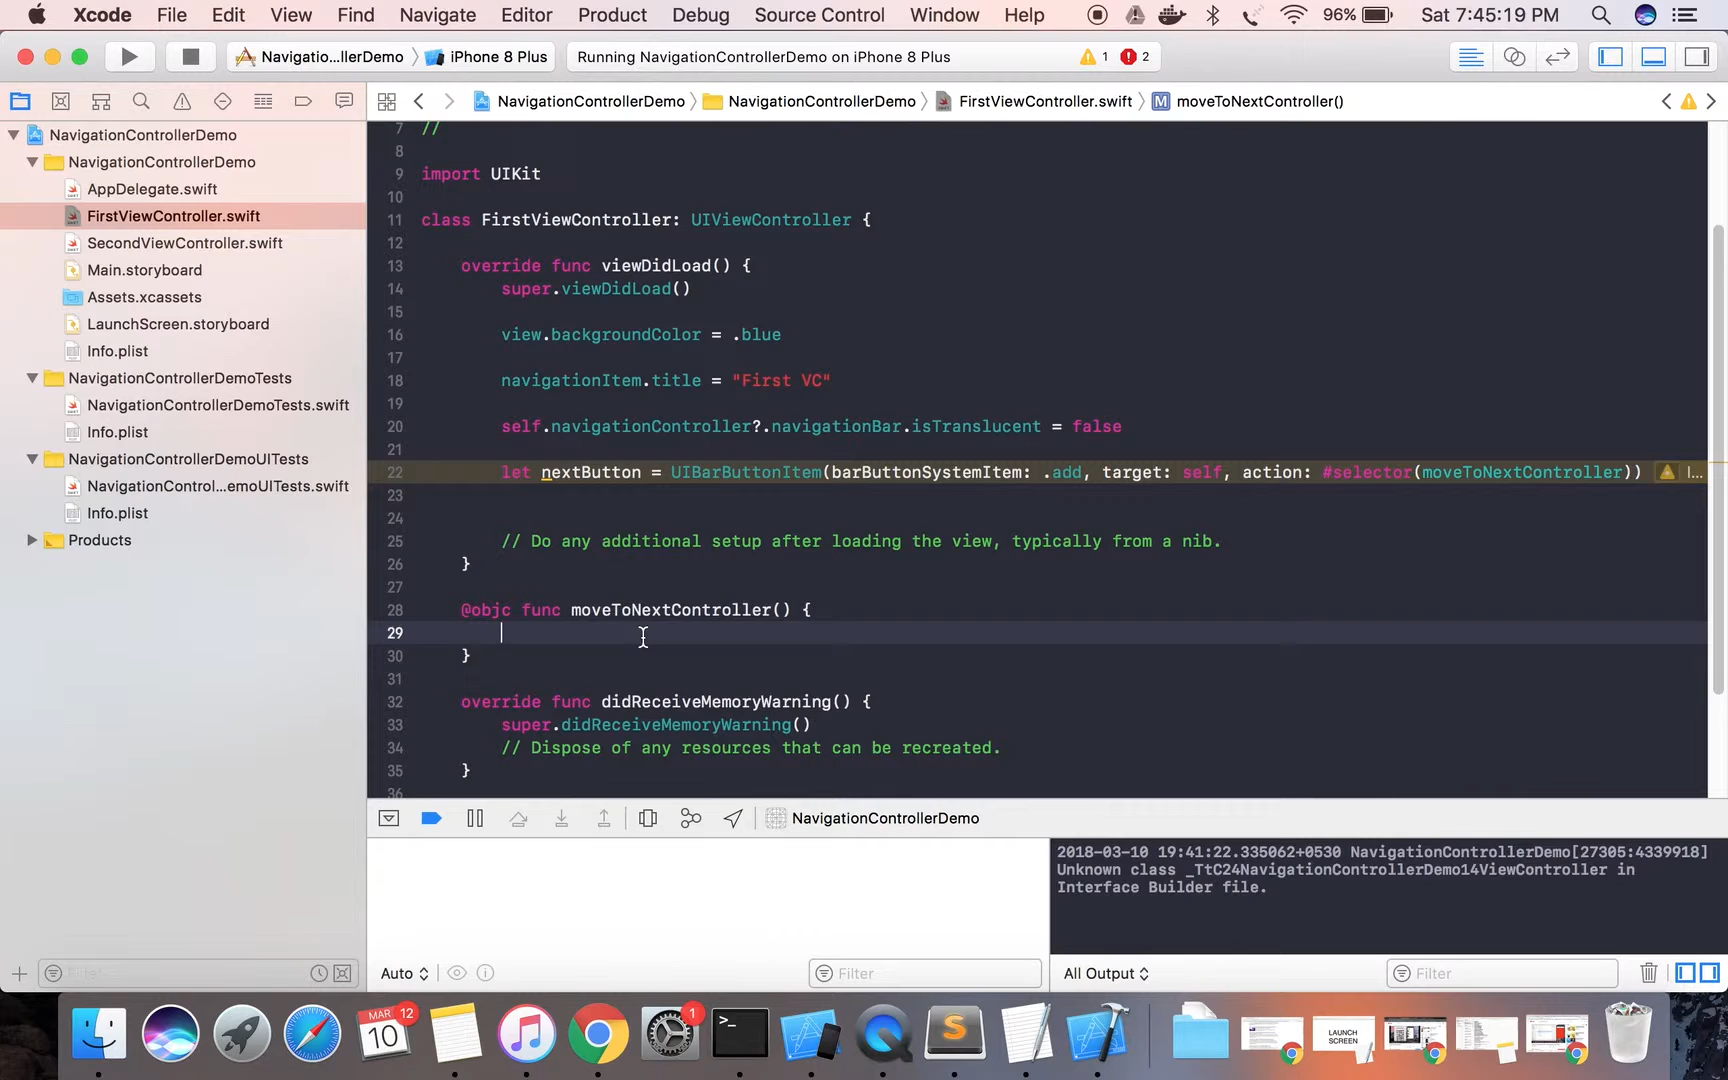 Xcode File Edit View Find Navigate Editor Product Debug Source Control Window Help 96% Sat 7:45:19 PM
Navigatio...llerDemo iPhone 8 Plus Running NavigationControllerDemo on iPhone 8 Plus 1 2
NavigationControllerDemo NavigationControllerDemo FirstViewController.swift M moveToNextController()
NavigationControllerDemo
NavigationControllerDemo
AppDelegate.swift
FirstViewController.swift
SecondViewController.swift
Main.storyboard
Assets.xcassets
LaunchScreen.storyboard
Info.plist
NavigationControllerDemoTests
NavigationControllerDemoTests.swift
Info.plist
NavigationControllerDemoUITests
NavigationControl...emoUITests.swift
Info.plist
Products
7 //
8
9 import UIKit
10
11 class FirstViewController: UIViewController {
12
13 override func viewDidLoad() {
14 super.viewDidLoad()
15
16 view.backgroundColor = .blue
17
18 navigationItem.title = "First VC"
19
20 self.navigationController?.navigationBar.isTranslucent = false
21
22 let nextButton = UIBarButtonItem(barButtonSystemItem: .add, target: self, action: #selector(moveToNextController)) I...
23
24
25 // Do any additional setup after loading the view, typically from a nib.
26 }
27
28 @objc func moveToNextController() {
29
30 }
31
32 override func didReceiveMemoryWarning() {
33 super.didReceiveMemoryWarning()
34 // Dispose of any resources that can be recreated.
35 }
36
NavigationControllerDemo
2018-03-10 19:41:22.335062+0530 NavigationControllerDemo[27305:4339918]
Unknown class _TtC24NavigationControllerDemo14ViewController in
Interface Builder file.
Filter
Auto
Filter
All Output
Filter
MAR
10
12
1
>_
S
LAUNCH
SCREEN